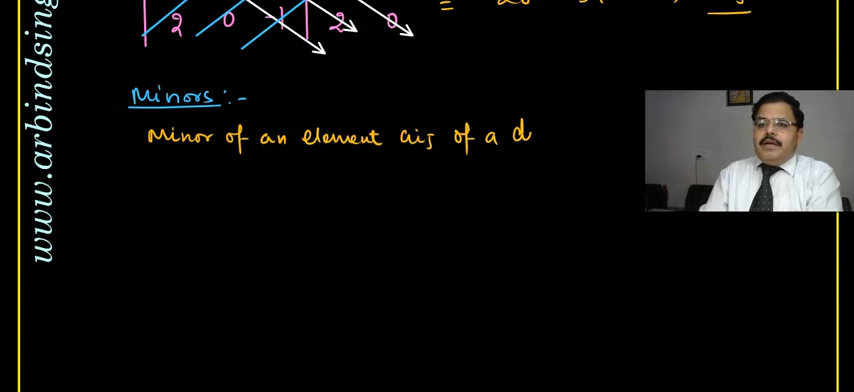 2 0 -1 2 0
=
Minors :-
Minor of an element aij of a d
www.arbindsing